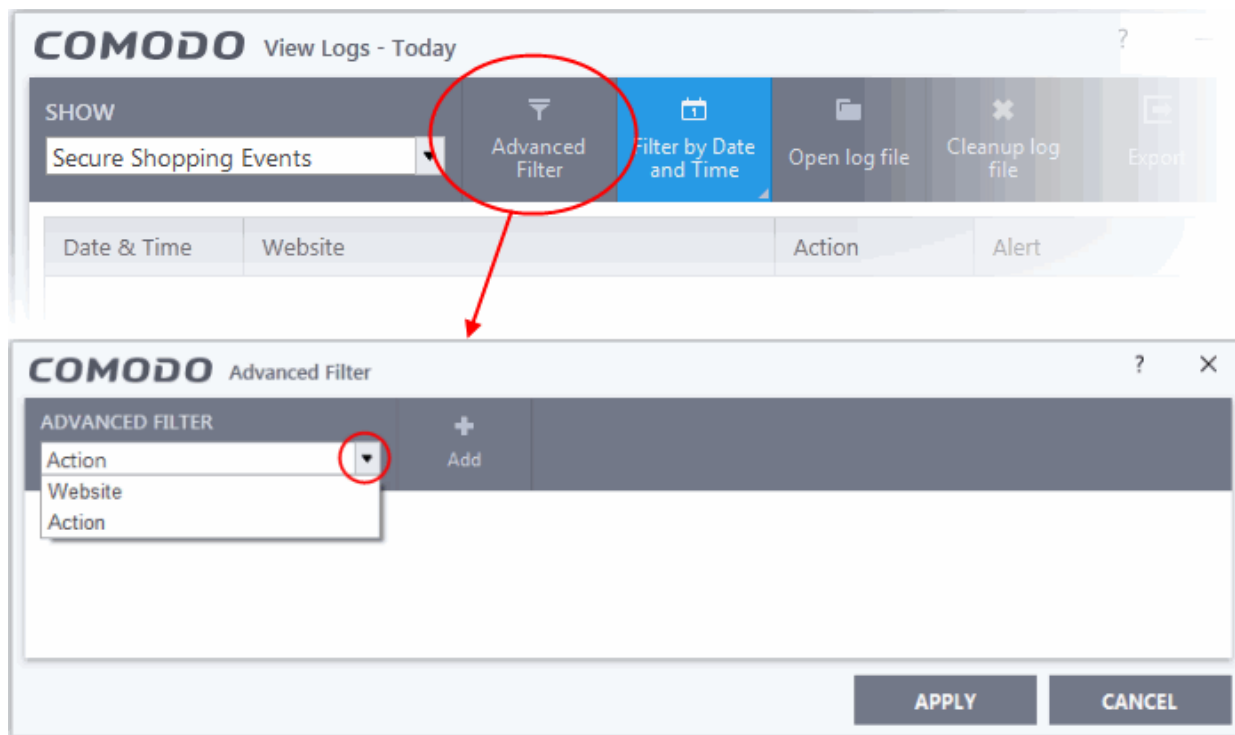 COMODO View Logs - Today ?
SHOW
Secure Shopping Events
Advanced
Filter
Filter by Date
and Time
Open log file
Cleanup log
file
Export
Date & Time Website Action Alert
COMODO Advanced Filter ? ×
ADVANCED FILTER
Action
Add
Website
Action
APPLY CANCEL